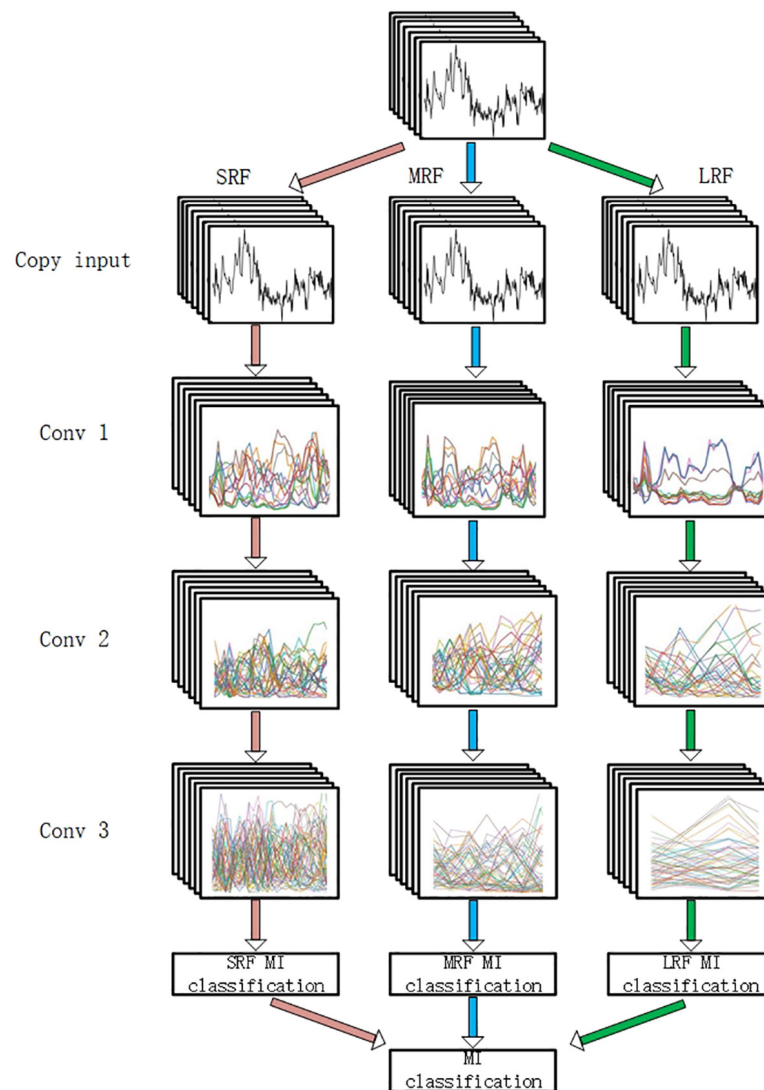 SRF
MRF
LRF
Copy input
Conv 1
Conv 2
Conv 3
SRF MI
classification
MRF MI
classification
LRF MI
classification
MI
classification